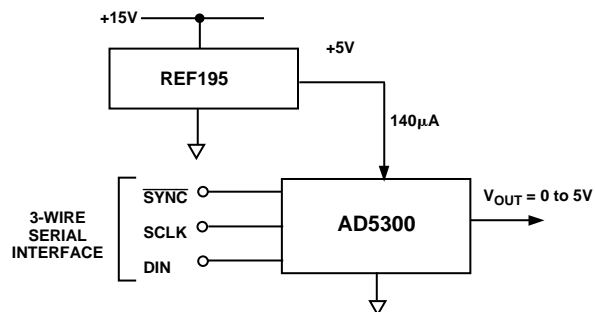 +15V
+5V
REF195
140µA
3-WIRE
SERIAL
INTERFACE
SYNC
SCLK
DIN
AD5300
VOUT = 0 to 5V